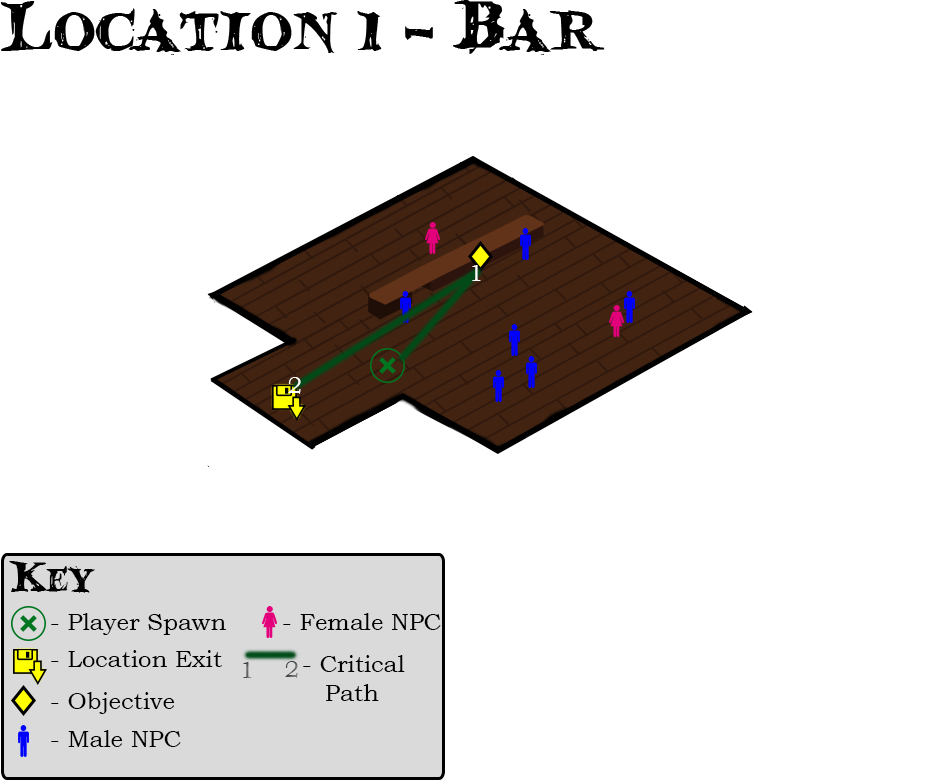 Location 1 - Bar
1
2
Key
- Player Spawn
- Female NPC
- Location Exit
1 2 - Critical
Path
- Objective
- Male NPC